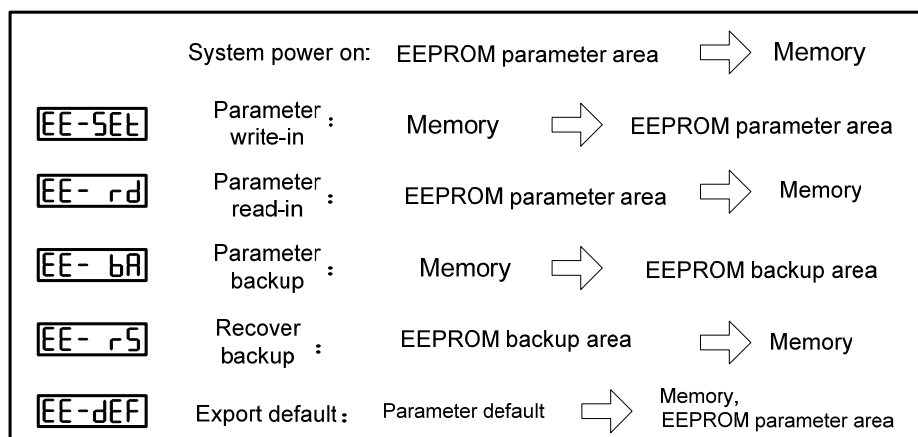 System power on: EEPROM parameter area Memory
EE-SEt Parameter write-in : Memory EEPROM parameter area
EE- rd Parameter read-in : EEPROM parameter area Memory
EE- bA Parameter backup : Memory EEPROM backup area
EE- rS Recover backup : EEPROM backup area Memory
EE-dEF Export default: Parameter default Memory, EEPROM parameter area